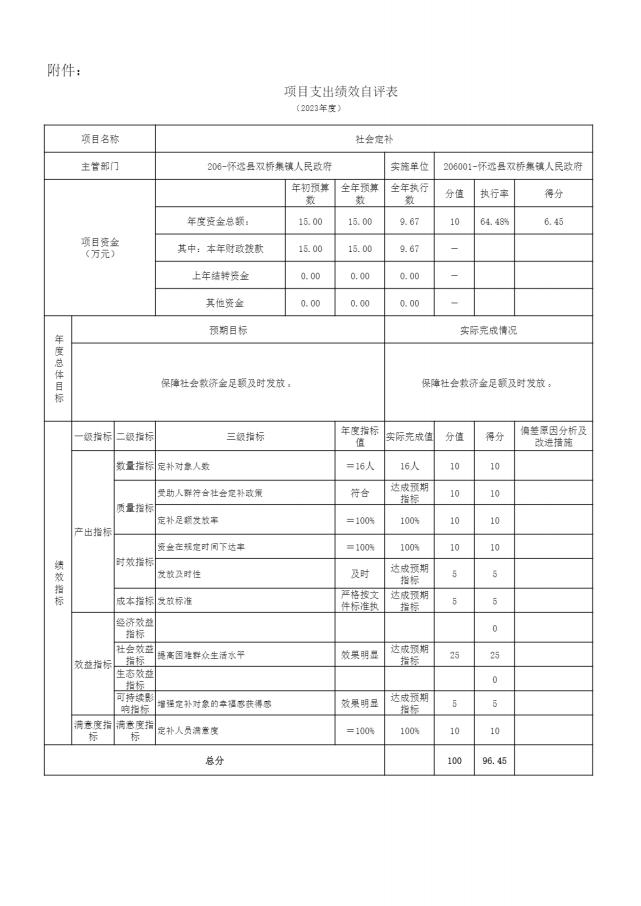 附件：
项目支出绩效自评表
（2023年度）
项目名称 社会定补
主管部门 206-怀远县双桥集镇人民政府 实施单位 206001-怀远县双桥集镇人民政府
项目资金（万元） 年初预算数 全年预算数 全年执行数 分值 执行率 得分
年度资金总额： 15.00 15.00 9.67 10 64.48% 6.45
其中：本年财政拨款 15.00 15.00 9.67 －
上年结转资金 0.00 0.00 0.00 －
其他资金 0.00 0.00 0.00 －
年度总体目标 预期目标 实际完成情况
保障社会救济金足额及时发放。 保障社会救济金足额及时发放。
绩效指标 一级指标 二级指标 三级指标 年度指标值 实际完成值 分值 得分 偏差原因分析及改进措施
产出指标 数量指标 定补对象人数 ＝16人 16人 10 10
质量指标 受助人群符合社会定补政策 符合 达成预期指标 10 10
定补足额发放率 ＝100% 100% 10 10
时效指标 资金在规定时间下达率 ＝100% 100% 10 10
发放及时性 及时 达成预期指标 5 5
成本指标 发放标准 严格按文件标准执 达成预期指标 5 5
效益指标 经济效益指标 0
社会效益指标 提高困难群众生活水平 效果明显 达成预期指标 25 25
生态效益指标 0
可持续影响指标 增强定补对象的幸福感获得感 效果明显 达成预期指标 5 5
满意度指标 满意度指标 定补人员满意度 ＝100% 100% 10 10
总分 100 96.45